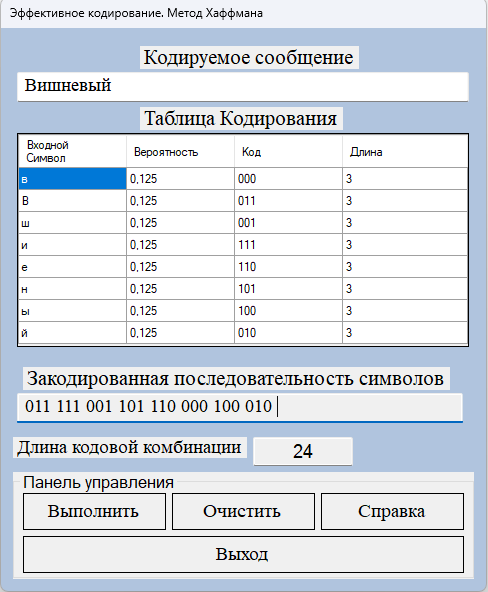 Эффективное кодирование. Метод Хаффмана
Кодируемое сообщение
Вишневый
Таблица Кодирования
Входной Символ Вероятность Код Длина
в 0,125 000 3
В 0,125 011 3
ш 0,125 001 3
и 0,125 111 3
е 0,125 110 3
н 0,125 101 3
ы 0,125 100 3
й 0,125 010 3
Закодированная последовательность символов
011 111 001 101 110 000 100 010
Длина кодовой комбинации 24
Панель управления
Выполнить Очистить Справка
Выход